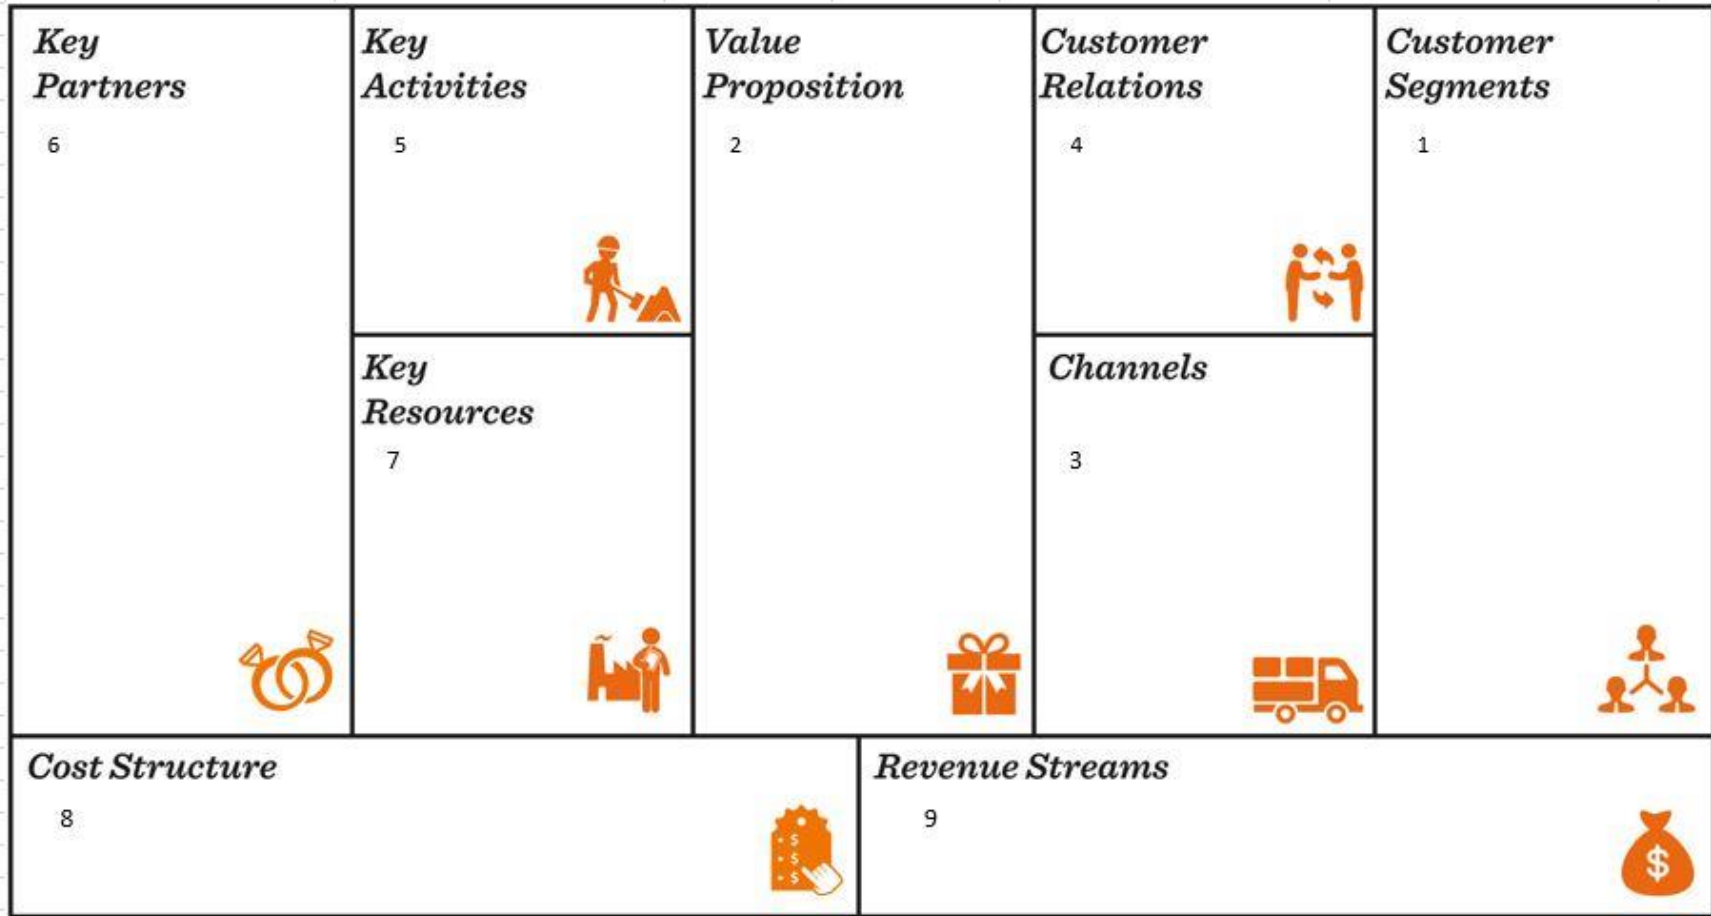 Key
Partners
6
Key
Activities
5
Key
Resources
7
Value
Proposition
2
Customer
Relations
4
Channels
3
Customer
Segments
1
Cost Structure
8
$
$
$
Revenue Streams
9
$